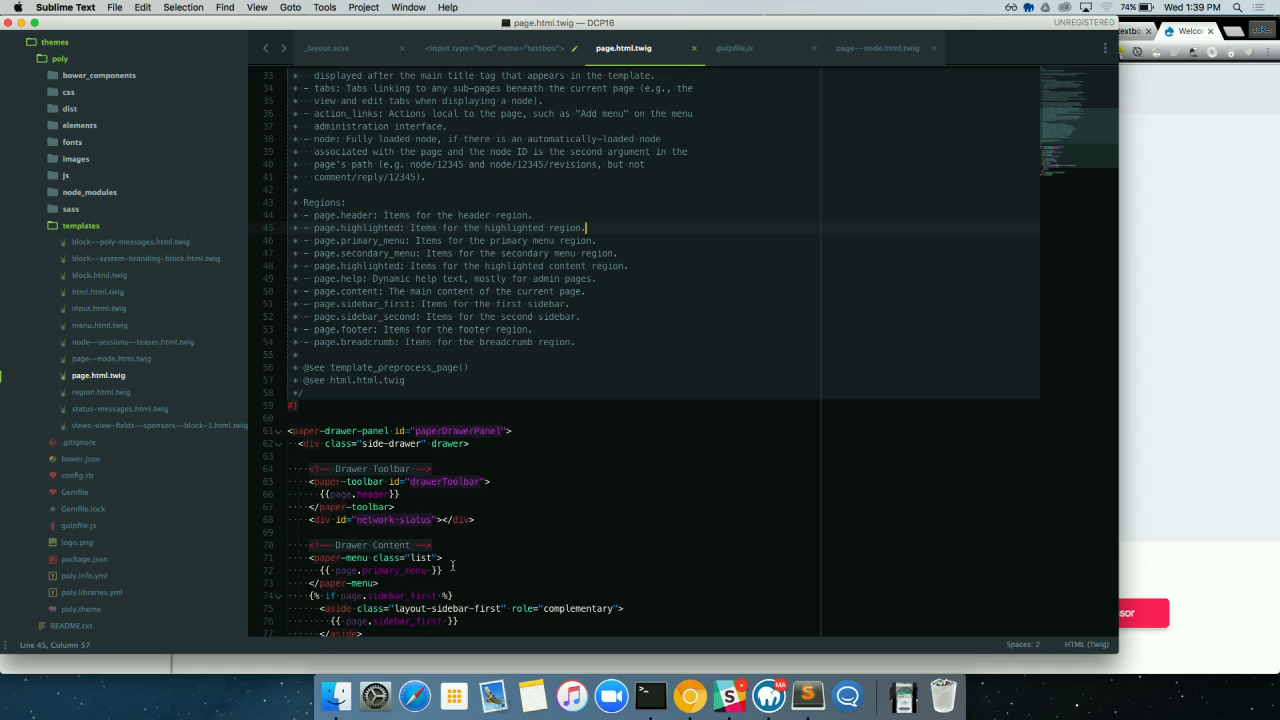 Sublime Text File Edit Selection Find View Goto Tools Project Window Help
74% Wed 1:39 PM
page.html.twig — DCP16
UNREGISTERED
_layout.scss × <input type="text" name="textbox"> page.html.twig × gulpfile.js × page--node.html.twig ×
Welco
themes
poly
bower_components
css
dist
elements
fonts
images
js
node_modules
sass
templates
block--poly-messages.html.twig
block--system-branding-block.html.twig
block.html.twig
html.html.twig
input.html.twig
menu.html.twig
node--sessions--teaser.html.twig
page--node.html.twig
page.html.twig
region.html.twig
status-messages.html.twig
views-view-fields--sponsors--block-1.html.twig
.gitignore
bower.json
config.rb
Gemfile
Gemfile.lock
gulpfile.js
logo.png
package.json
poly.info.yml
poly.libraries.yml
poly.theme
README.txt
33 displayed after the main title tag that appears in the template.
34 * - tabs: Tabs linking to any sub-pages beneath the current page (e.g., the
35 * view and edit tabs when displaying a node).
36 * - action_links: Actions local to the page, such as "Add menu" on the menu
37 * administration interface.
38 * - node: Fully loaded node, if there is an automatically-loaded node
39 * associated with the page and the node ID is the second argument in the
40 * page's path (e.g. node/12345 and node/12345/revisions, but not
41 * comment/reply/12345).
42 *
43 * Regions:
44 * - page.header: Items for the header region.
45 * - page.highlighted: Items for the highlighted region.
46 * - page.primary_menu: Items for the primary menu region.
47 * - page.secondary_menu: Items for the secondary menu region.
48 * - page.highlighted: Items for the highlighted content region.
49 * - page.help: Dynamic help text, mostly for admin pages.
50 * - page.content: The main content of the current page.
51 * - page.sidebar_first: Items for the first sidebar.
52 * - page.sidebar_second: Items for the second sidebar.
53 * - page.footer: Items for the footer region.
54 * - page.breadcrumb: Items for the breadcrumb region.
55 *
56 * @see template_preprocess_page()
57 * @see html.html.twig
58 */
59 #}
60
61 <paper-drawer-panel id="paperDrawerPanel">
62 <div class="side-drawer" drawer>
63
64 <!-- Drawer Toolbar -->
65 <paper-toolbar id="drawerToolbar">
66 {{page.header}}
67 </paper-toolbar>
68 <div id="network-status"></div>
69
70 <!-- Drawer Content -->
71 <paper-menu class="list">
72 {{ page.primary_menu }}
73 </paper-menu>
74 {% if page.sidebar_first %}
75 <aside class="layout-sidebar-first" role="complementary">
76 {{ page.sidebar_first }}
77 </aside>
sor
Line 45, Column 57
Spaces: 2
HTML (Twig)